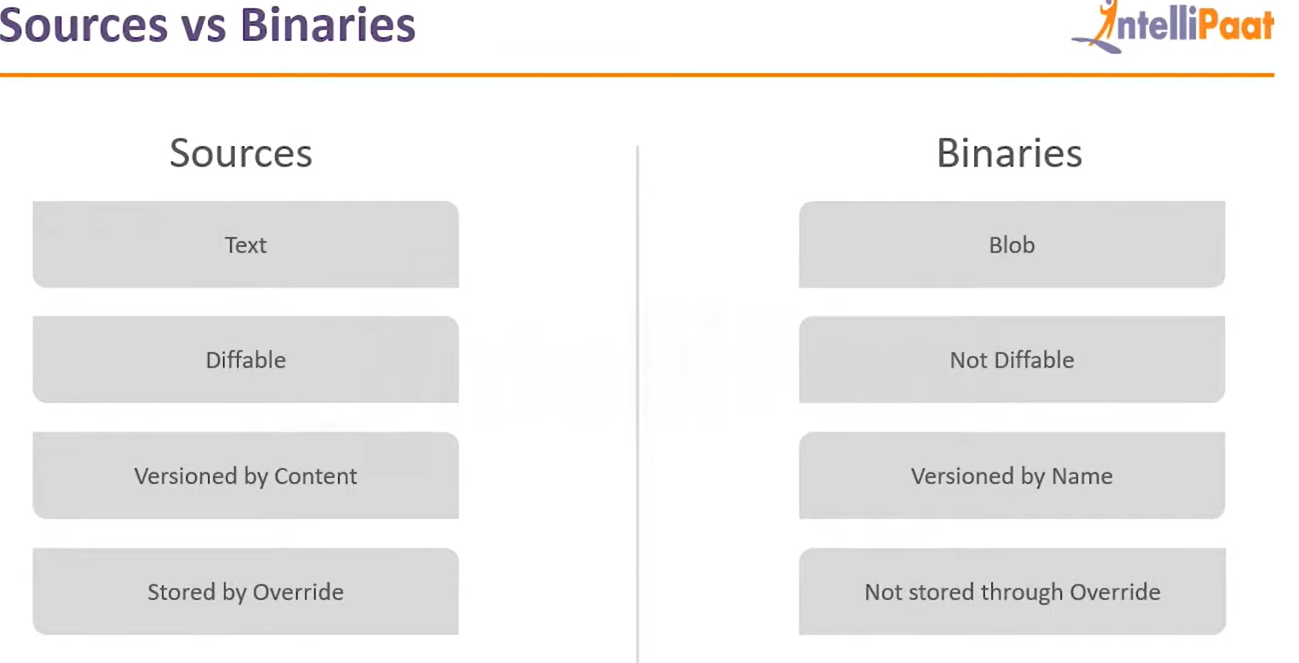 Sources vs Binaries
IntelliPaat
Sources
Binaries
Text
Blob
Diffable
Not Diffable
Versioned by Content
Versioned by Name
Stored by Override
Not stored through Override